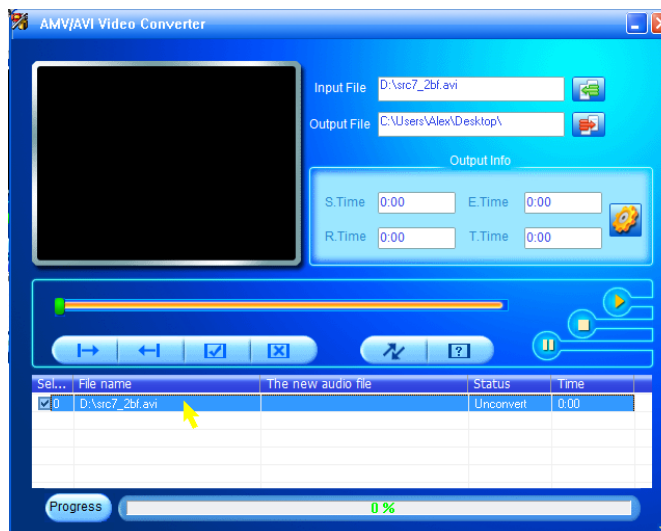 AMV/AVI Video Converter
Input File D:\src7_2bf.avi
Output File C:\Users\Alex\Desktop\
Output Info
S.Time 0:00 E.Time 0:00
R.Time 0:00 T.Time 0:00
Sel... File name The new audio file Status Time
0 D:\src7_2bf.avi Unconvert 0:00
Progress 0 %